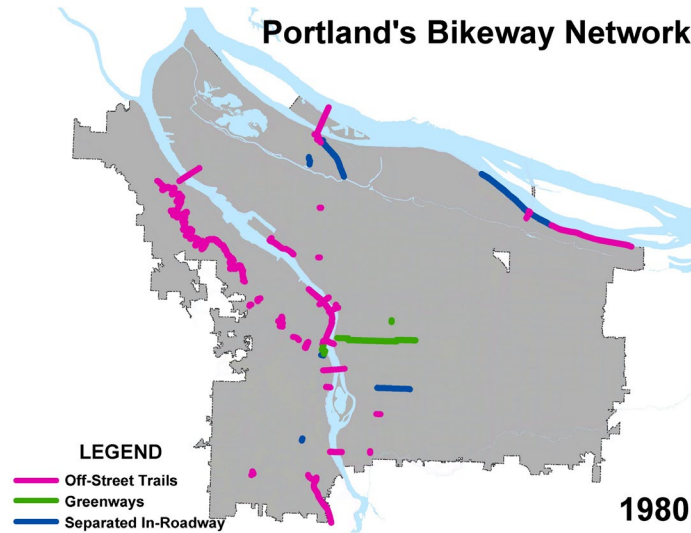 Portland's Bikeway Network
LEGEND
Off-Street Trails
Greenways
Separated In-Roadway
1980